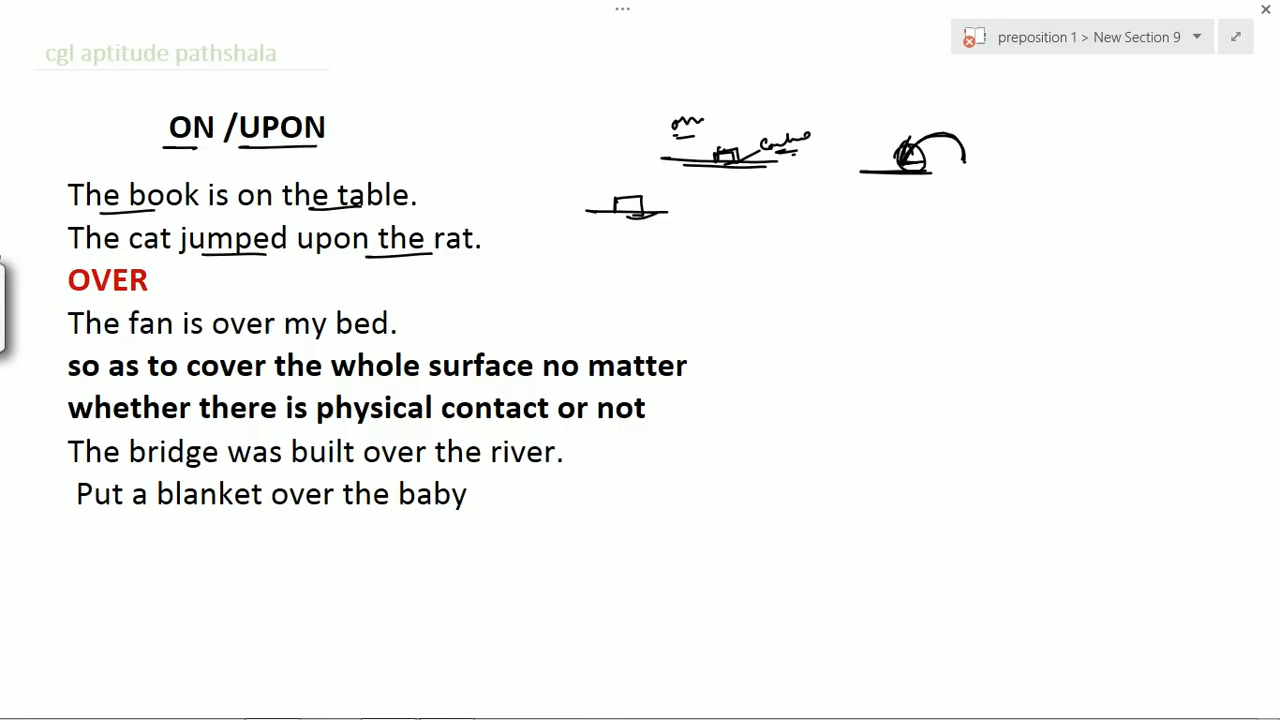 cgl aptitude pathshala
preposition 1 > New Section 9
ON /UPON
on
The book is on the table.
The cat jumped upon the rat.
OVER
The fan is over my bed.
so as to cover the whole surface no matter
whether there is physical contact or not
The bridge was built over the river.
Put a blanket over the baby